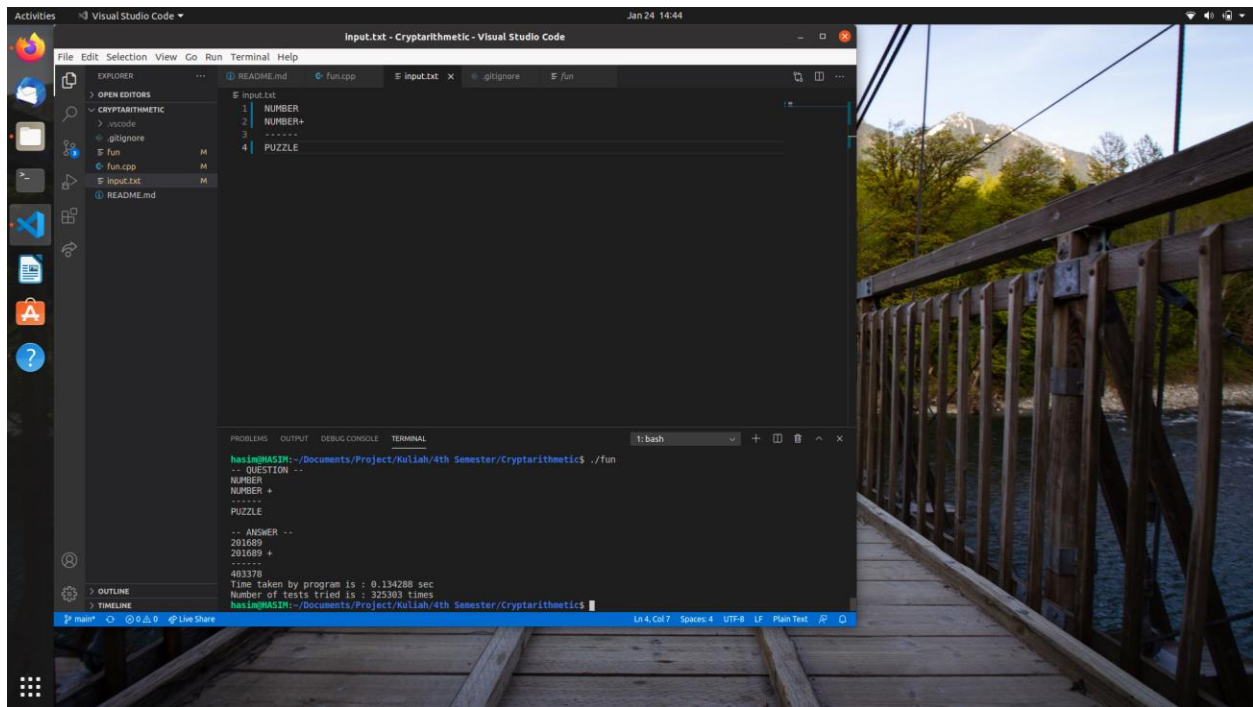 Activities Visual Studio Code Jan 24 14:44
input.txt - Cryptarithmetic - Visual Studio Code
File Edit Selection View Go Run Terminal Help
EXPLORER
OPEN EDITORS
CRYPTARITHMETIC
.vscode
.gitignore
fun M
fun.cpp M
input.txt M
README.md
OUTLINE
TIMELINE
README.md fun.cpp input.txt .gitignore fun
input.txt
1 NUMBER
2 NUMBER+
3 ------
4 PUZZLE
PROBLEMS OUTPUT DEBUG CONSOLE TERMINAL 1: bash
hasim@HASIM:~/Documents/Project/Kuliah/4th Semester/Cryptarithmetic$ ./fun
-- QUESTION --
NUMBER
NUMBER +
------
PUZZLE
-- ANSWER --
201689
201689 +
------
403378
Time taken by program is : 0.134288 sec
Number of tests tried is : 325303 times
hasim@HASIM:~/Documents/Project/Kuliah/4th Semester/Cryptarithmetic$
main* 0 0 Live Share Ln 4, Col 7 Spaces: 4 UTF-8 LF Plain Text